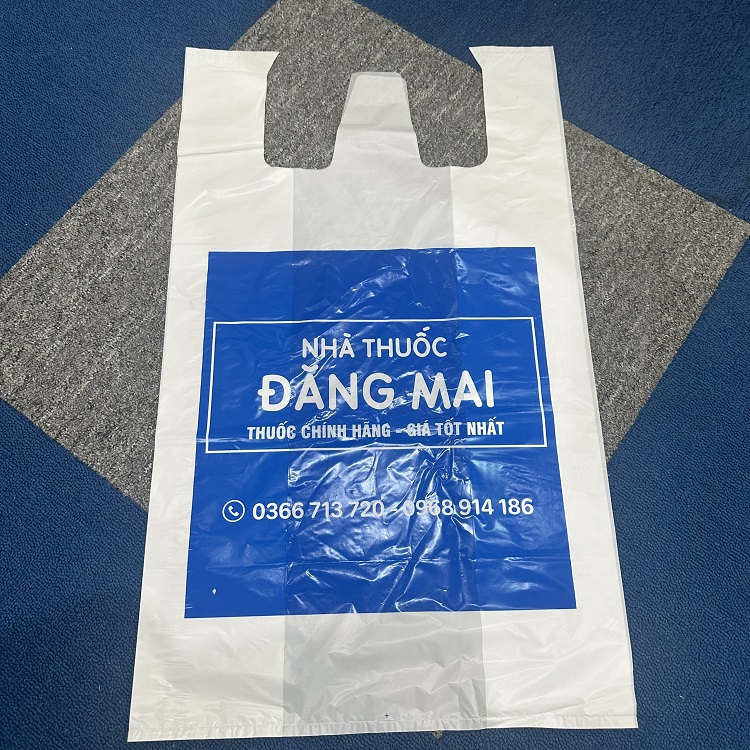 NHÀ THUỐC
ĐĂNG MAI
THUỐC CHÍNH HÃNG - GIÁ TỐT NHẤT
0366 713 720 - 0968 914 186